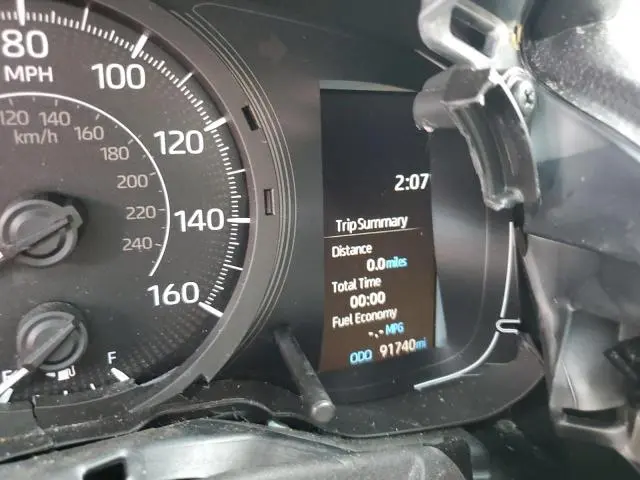 80
MPH
100
120
140
160
120 140 160
km/h
180
200
220
240
F
2:07
Trip Summary
Distance
0.0 miles
Total Time
00:00
Fuel Economy
-.- MPG
ODO 91740 mi